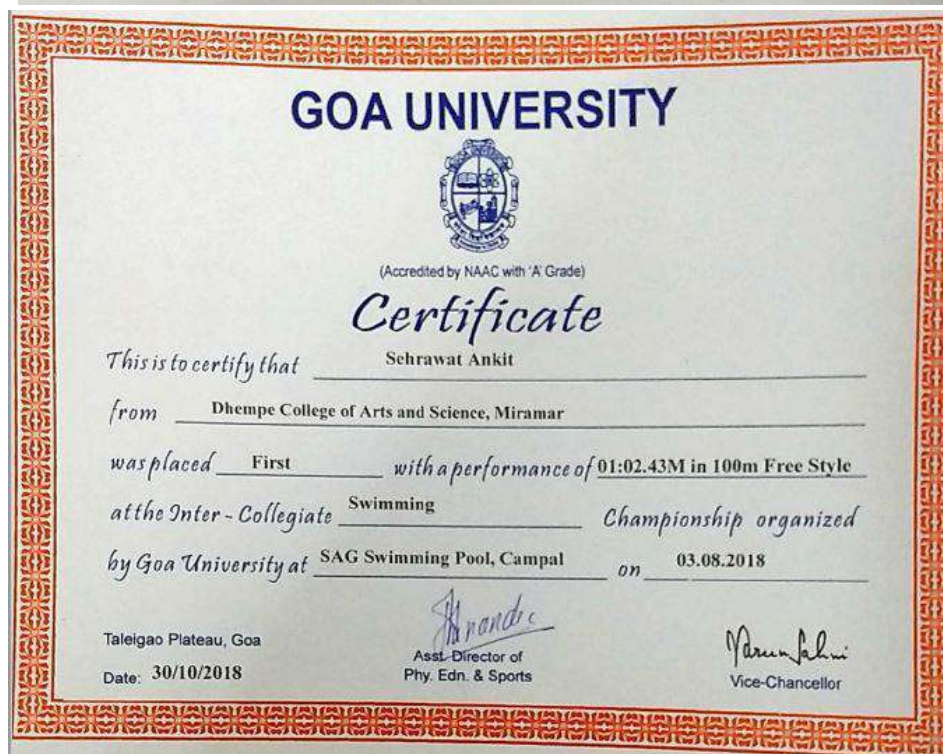 GOA UNIVERSITY
(Accredited by NAAC with 'A' Grade)
Certificate
This is to certify that Sehrawat Ankit
from Dhempe College of Arts and Science, Miramar
was placed First with a performance of 01:02.43M in 100m Free Style
at the Inter - Collegiate Swimming Championship organized
by Goa University at SAG Swimming Pool, Campal on 03.08.2018
Taleigao Plateau, Goa
Date: 30/10/2018
Asst. Director of
Phy. Edn. & Sports
Varun Sahni
Vice-Chancellor